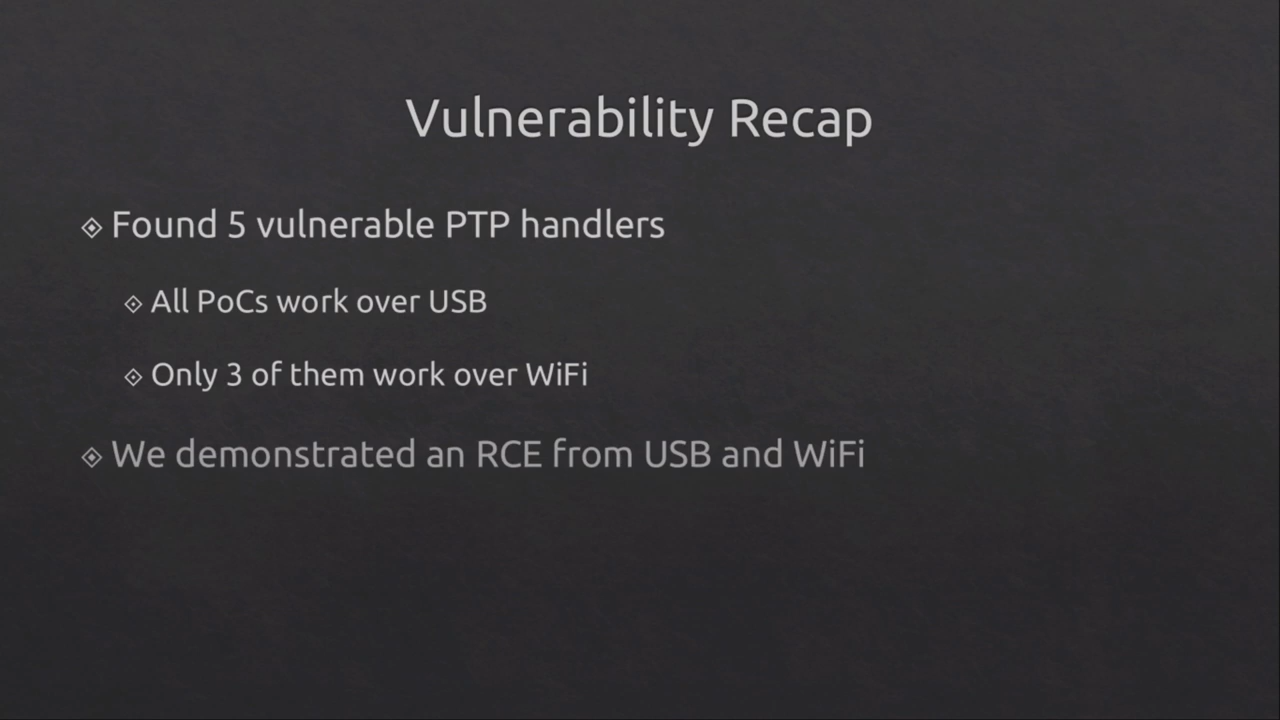 Vulnerability Recap
Found 5 vulnerable PTP handlers
All PoCs work over USB
Only 3 of them work over WiFi
We demonstrated an RCE from USB and WiFi